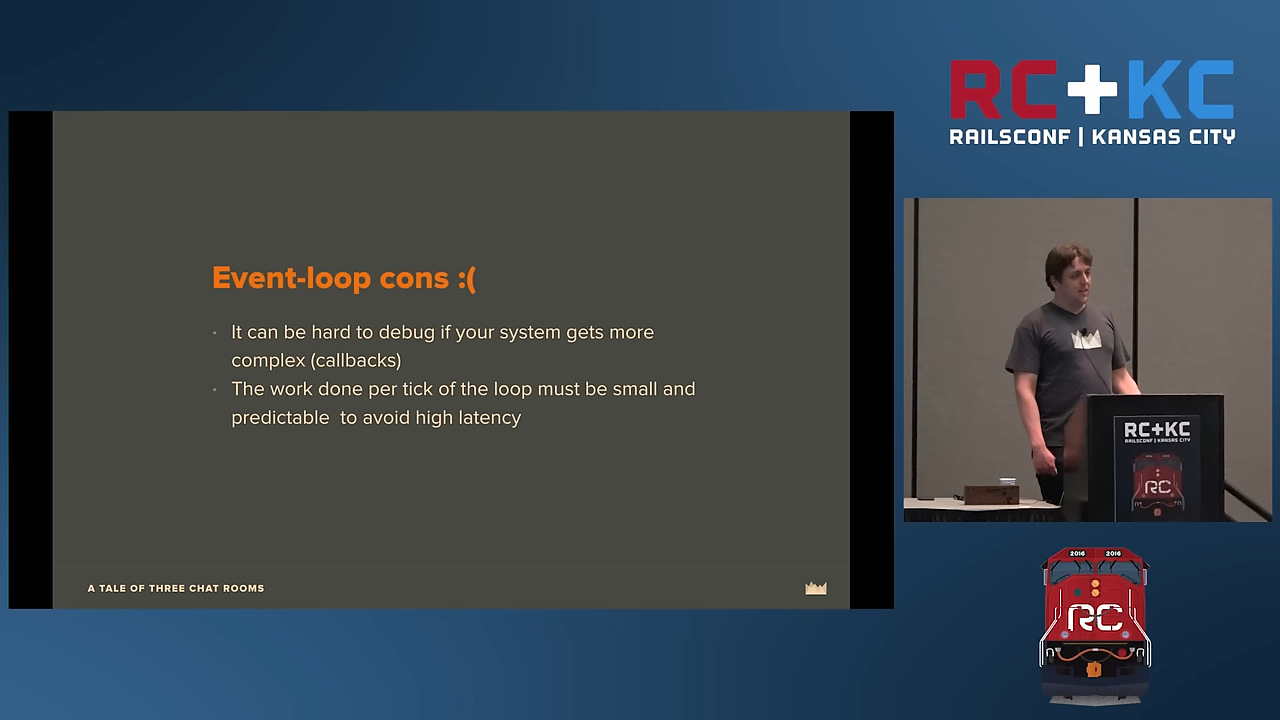 RC+KC
RAILSCONF | KANSAS CITY
Event-loop cons :(
• It can be hard to debug if your system gets more
complex (callbacks)
• The work done per tick of the loop must be small and
predictable  to avoid high latency
A TALE OF THREE CHAT ROOMS
RC+KC
RAILSCONF | KANSAS CITY
RC
2016 2016
RC